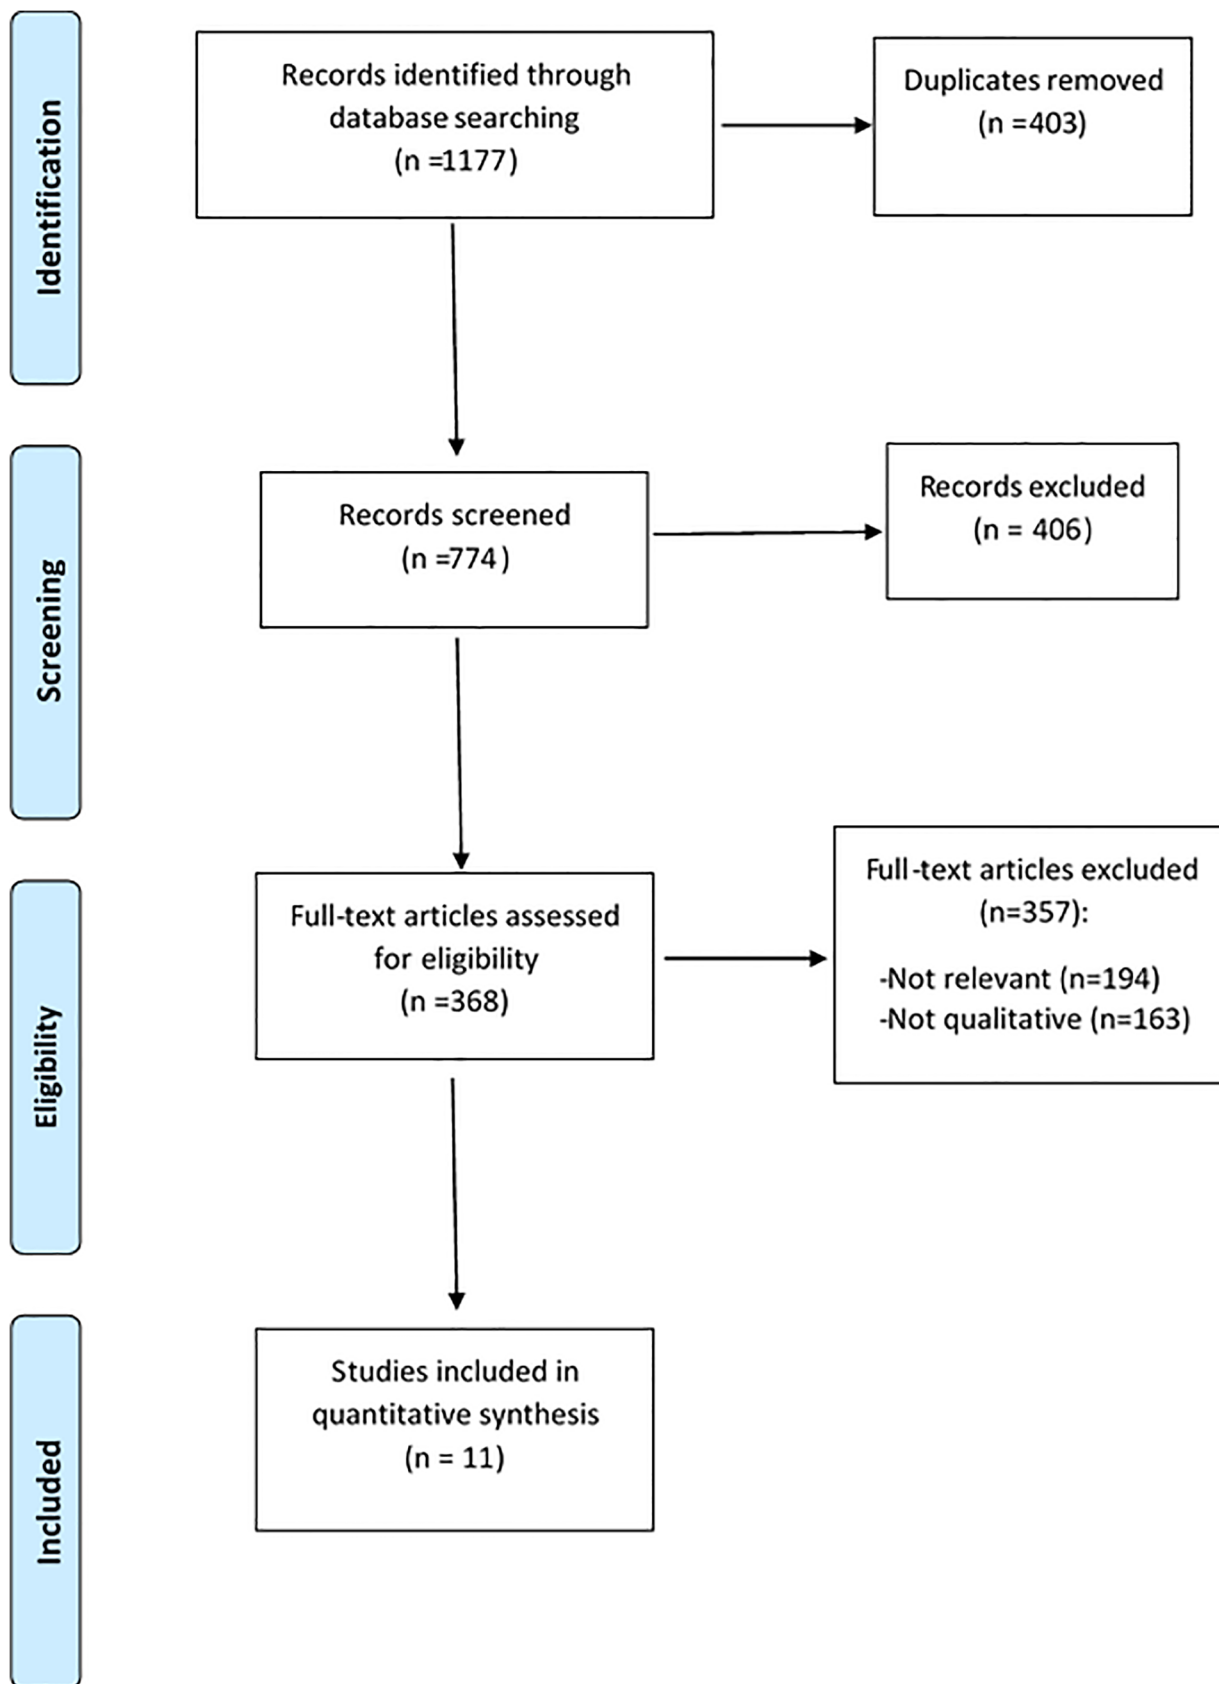 Identification
Records identified through
database searching
(n =1177)
Duplicates removed
(n =403)
Screening
Records screened
(n =774)
Records excluded
(n = 406)
Eligibility
Full-text articles assessed
for eligibility
(n =368)
Full-text articles excluded
(n=357):
-Not relevant (n=194)
-Not qualitative (n=163)
Included
Studies included in
quantitative synthesis
(n = 11)